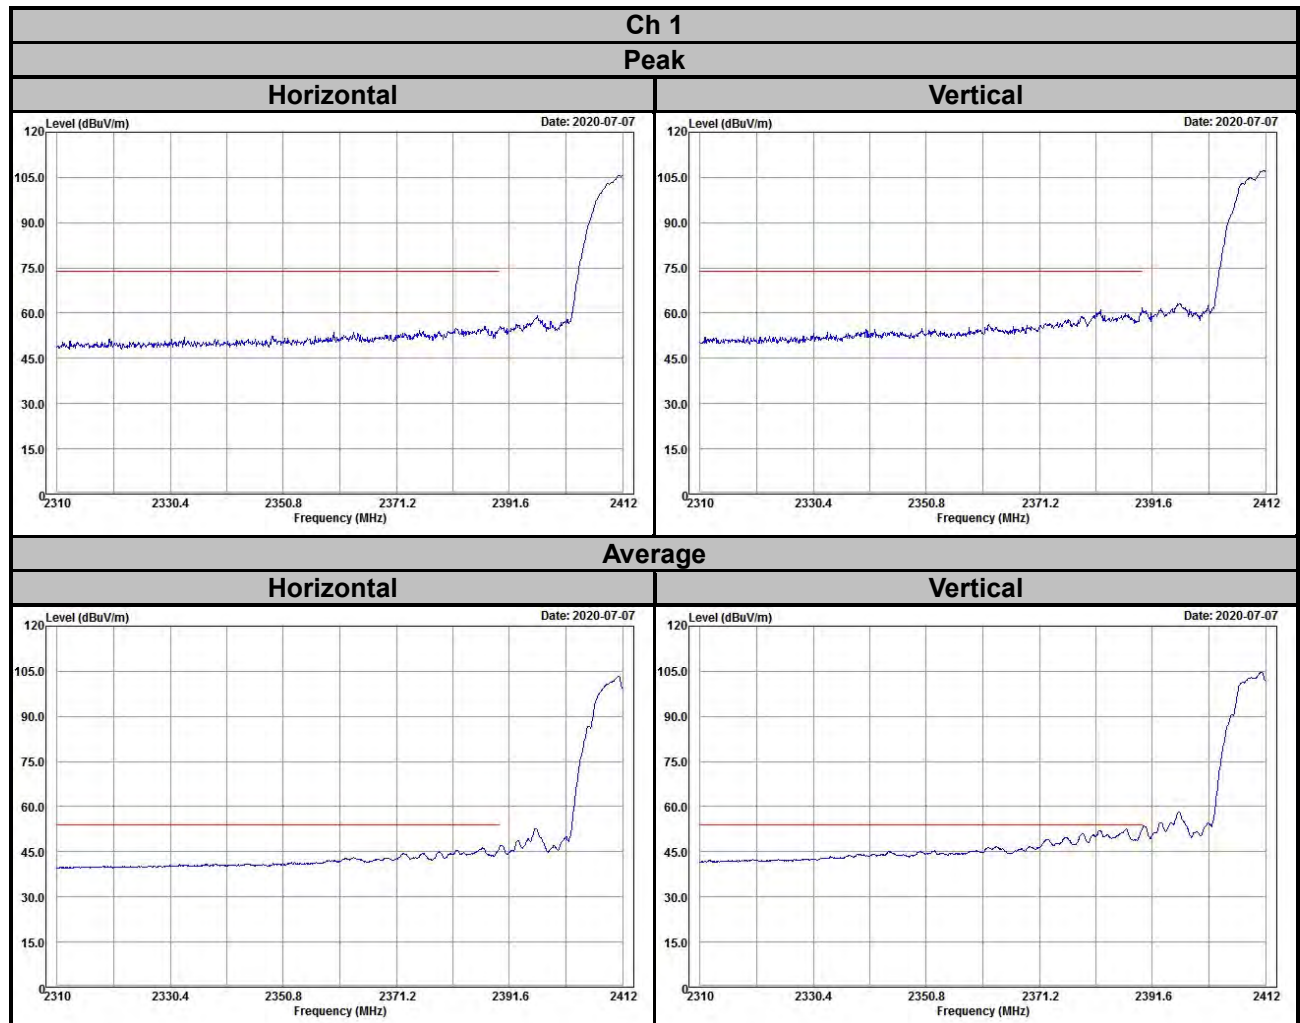 Ch 1
Peak
Horizontal Vertical
Level (dBuV/m) Date: 2020-07-07 Level (dBuV/m) Date: 2020-07-07
120 120
105.0 105.0
90.0 90.0
75.0 75.0
60.0 60.0
45.0 45.0
30.0 30.0
15.0 15.0
0 0
2310 2330.4 2350.8 2371.2 2391.6 2412 2310 2330.4 2350.8 2371.2 2391.6 2412
Frequency (MHz) Frequency (MHz)
Average
Horizontal Vertical
Level (dBuV/m) Date: 2020-07-07 Level (dBuV/m) Date: 2020-07-07
120 120
105.0 105.0
90.0 90.0
75.0 75.0
60.0 60.0
45.0 45.0
30.0 30.0
15.0 15.0
0 0
2310 2330.4 2350.8 2371.2 2391.6 2412 2310 2330.4 2350.8 2371.2 2391.6 2412
Frequency (MHz) Frequency (MHz)